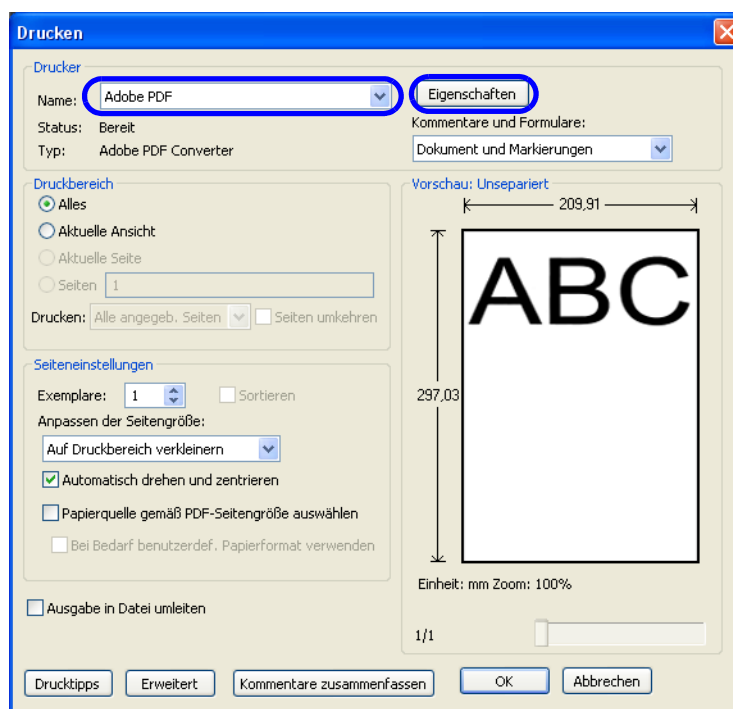 Drucken
Drucker
Name: Adobe PDF
Eigenschaften
Status: Bereit
Kommentare und Formulare:
Typ: Adobe PDF Converter
Dokument und Markierungen
Druckbereich
Alles
Aktuelle Ansicht
Aktuelle Seite
Seiten 1
Drucken: Alle angegeb. Seiten Seiten umkehren
Seiteneinstellungen
Exemplare: 1 Sortieren
Anpassen der Seitengröße:
Auf Druckbereich verkleinern
Automatisch drehen und zentrieren
Papierquelle gemäß PDF-Seitengröße auswählen
Bei Bedarf benutzerdef. Papierformat verwenden
Ausgabe in Datei umleiten
Vorschau: Unsepariert
209,91
ABC
297,03
Einheit: mm Zoom: 100%
1/1
Drucktipps Erweitert Kommentare zusammenfassen OK Abbrechen